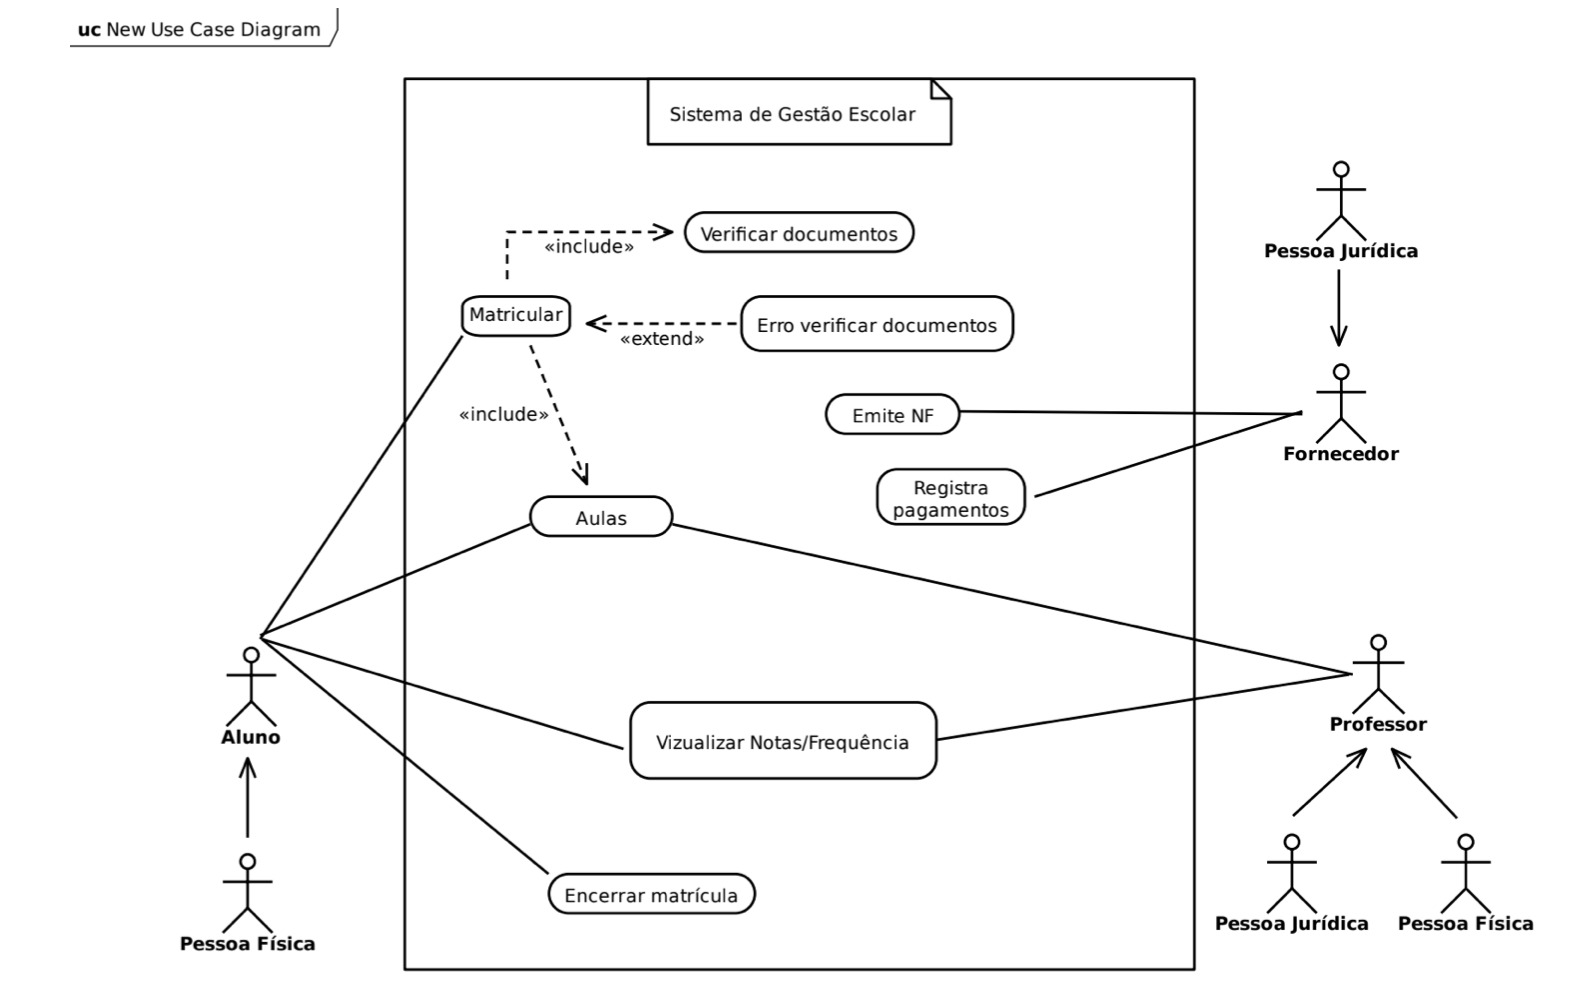 uc New Use Case Diagram
Sistema de Gestão Escolar
Pessoa Jurídica
Verificar documentos
«include»
Matricular
Erro verificar documentos
«extend»
«include»
Emite NF
Fornecedor
Registra
pagamentos
Aulas
Aluno
Vizualizar Notas/Frequência
Professor
Encerrar matrícula
Pessoa Física
Pessoa Jurídica
Pessoa Física